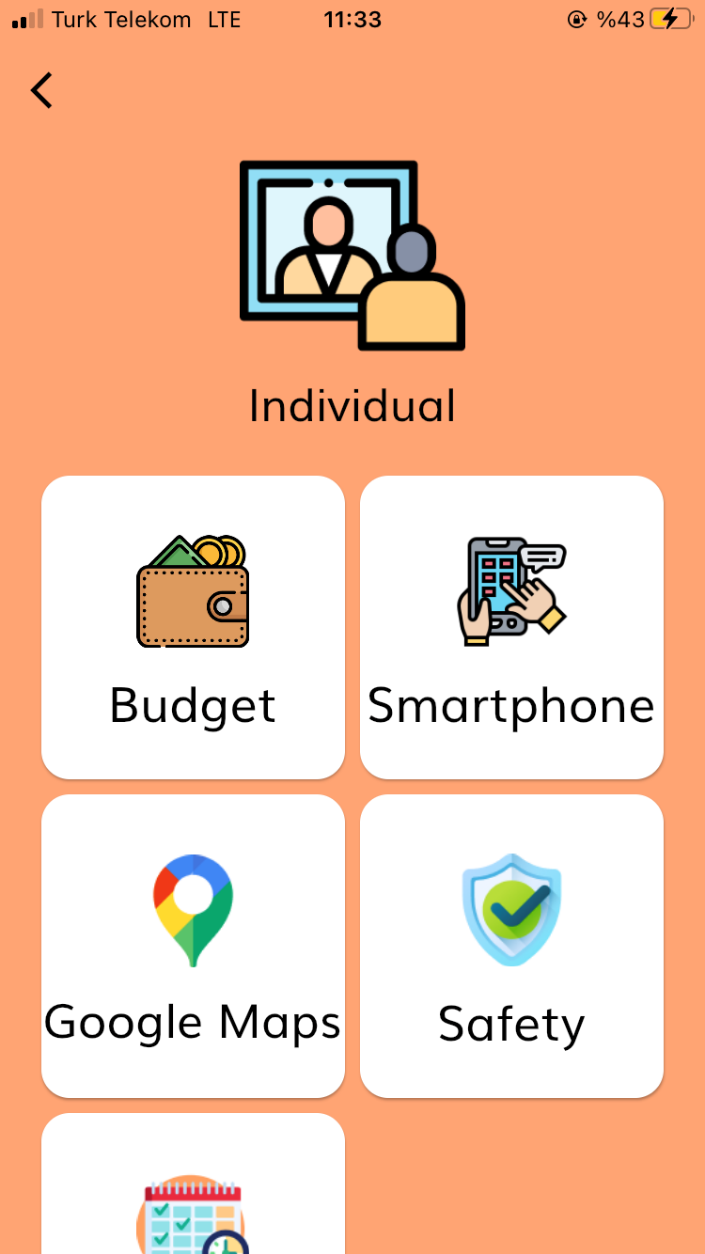 Turk Telekom LTE 11:33 %43
Individual
Budget Smartphone
Google Maps Safety